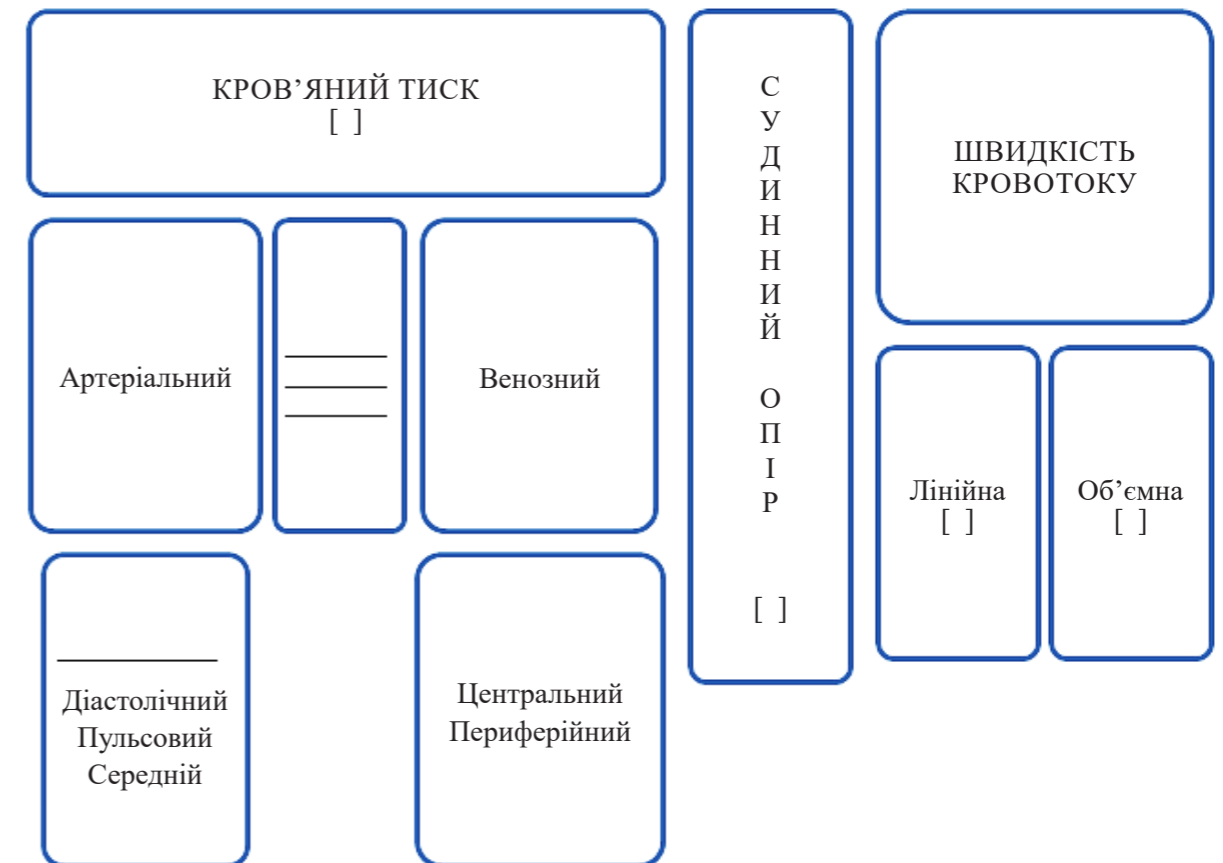 КРОВ’ЯНИЙ ТИСК
[ ]
Артеріальний
Венозний
Діастолічний
Пульсовий
Середній
Центральний
Периферійний
С
У
Д
И
Н
Н
И
Й
О
П
І
Р
[ ]
ШВИДКІСТЬ
КРОВОТОКУ
Лінійна
[ ]
Об’ємна
[ ]